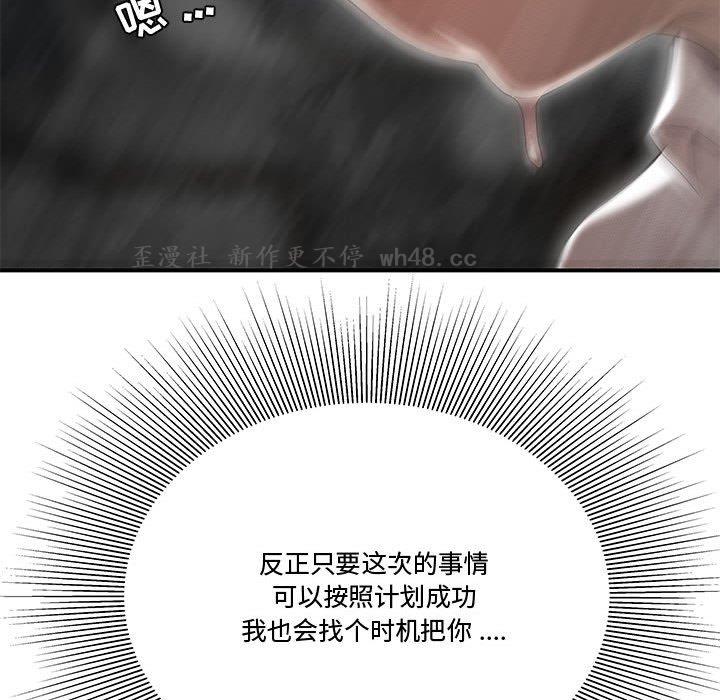 嗯...
歪漫社 新作更不停 wh48.cc
反正只要这次的事情
可以按照计划成功
我也会找个时机把你....